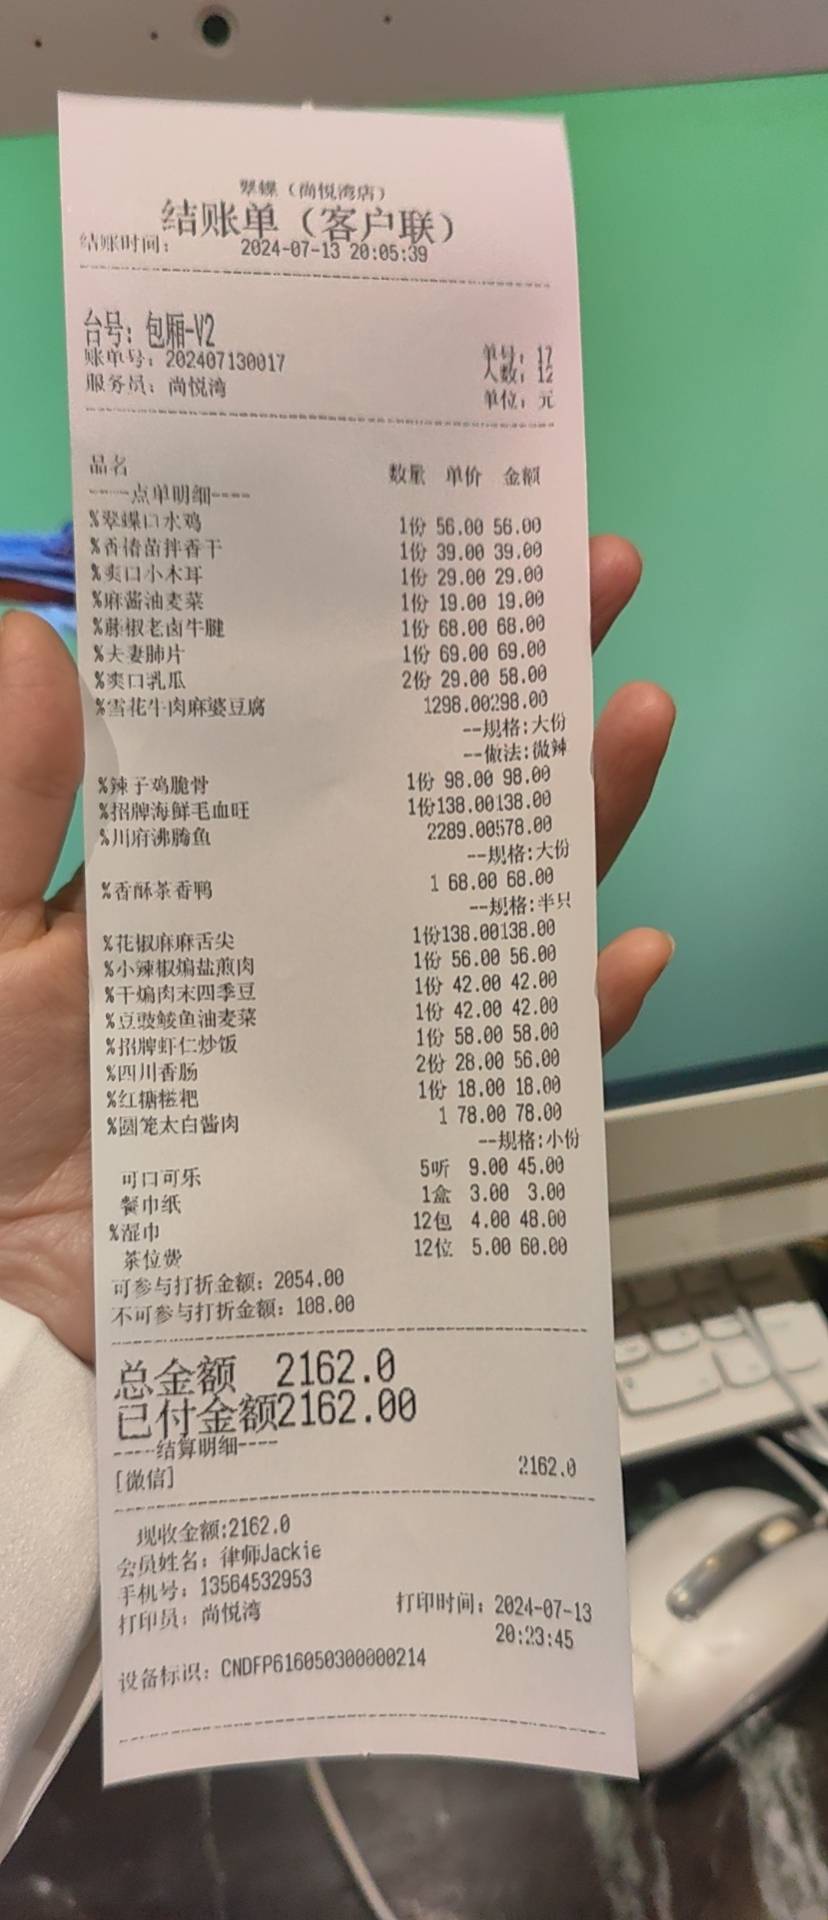 翠蝶（尚悦湾店）
结账单（客户联）
结账时间： 2024-07-13 20:05:39
台号：包厢-V2
单号：17
账单号：202407130017 人数：12
服务员：尚悦湾 单位：元
品名 数量 单价 金额
----点单明细----
%翠蝶口水鸡 1份 56.00 56.00
%香椿苗拌香干 1份 39.00 39.00
%爽口小木耳 1份 29.00 29.00
%麻酱油麦菜 1份 19.00 19.00
%藤椒老卤牛腱 1份 68.00 68.00
%夫妻肺片 1份 69.00 69.00
%爽口乳瓜 2份 29.00 58.00
%雪花牛肉麻婆豆腐 1298.00298.00
--规格:大份
--做法:微辣
%辣子鸡脆骨 1份 98.00 98.00
%招牌海鲜毛血旺 1份138.00138.00
%川府沸腾鱼 2289.00578.00
--规格:大份
%香酥茶香鸭 1 68.00 68.00
--规格:半只
%花椒麻麻舌尖 1份138.00138.00
%小辣椒煸盐煎肉 1份 56.00 56.00
%干煸肉末四季豆 1份 42.00 42.00
%豆豉鲮鱼油麦菜 1份 42.00 42.00
%招牌虾仁炒饭 1份 58.00 58.00
%四川香肠 2份 28.00 56.00
%红糖糍粑 1份 18.00 18.00
%圆笼太白酱肉 1 78.00 78.00
--规格:小份
可口可乐 5听 9.00 45.00
餐巾纸 1盒 3.00 3.00
%湿巾 12包 4.00 48.00
茶位费 12位 5.00 60.00
可参与打折金额：2054.00
不可参与打折金额：108.00
总金额 2162.0
已付金额2162.00
----结算明细----
[微信] 2162.0
现收金额:2162.0
会员姓名：律师Jackie
手机号：13564532953
打印员：尚悦湾 打印时间：2024-07-13
20:23:45
设备标识：CNDFP616050300000214